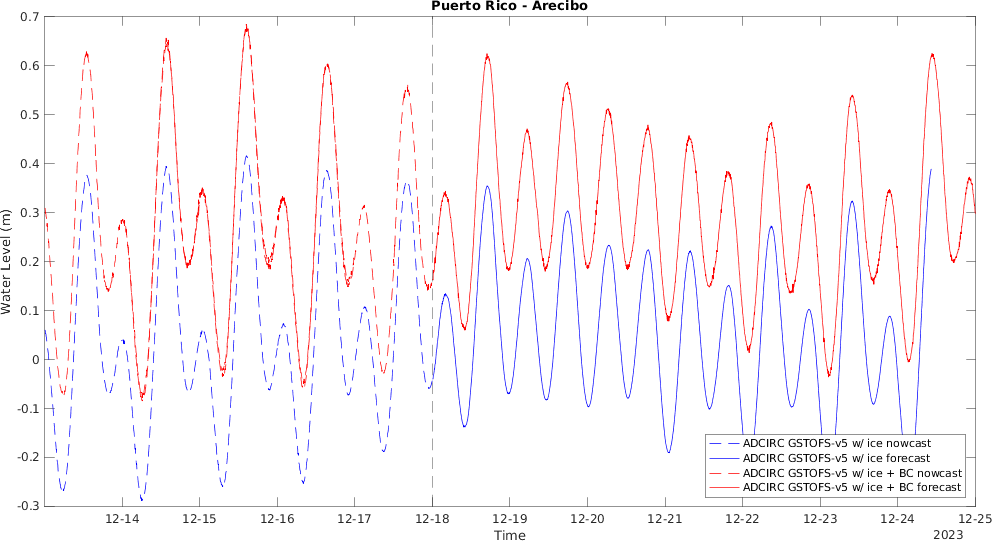 Puerto Rico - Arecibo
0.7
0.6
0.5
0.4
0.3
0.2
0.1
0
-0.1
-0.2
-0.3
Water Level (m)
ADCIRC GSTOFS-v5 w/ ice nowcast
ADCIRC GSTOFS-v5 w/ ice forecast
ADCIRC GSTOFS-v5 w/ ice + BC nowcast
ADCIRC GSTOFS-v5 w/ ice + BC forecast
12-14 12-15 12-16 12-17 12-18 12-19 12-20 12-21 12-22 12-23 12-24 12-25
Time
2023